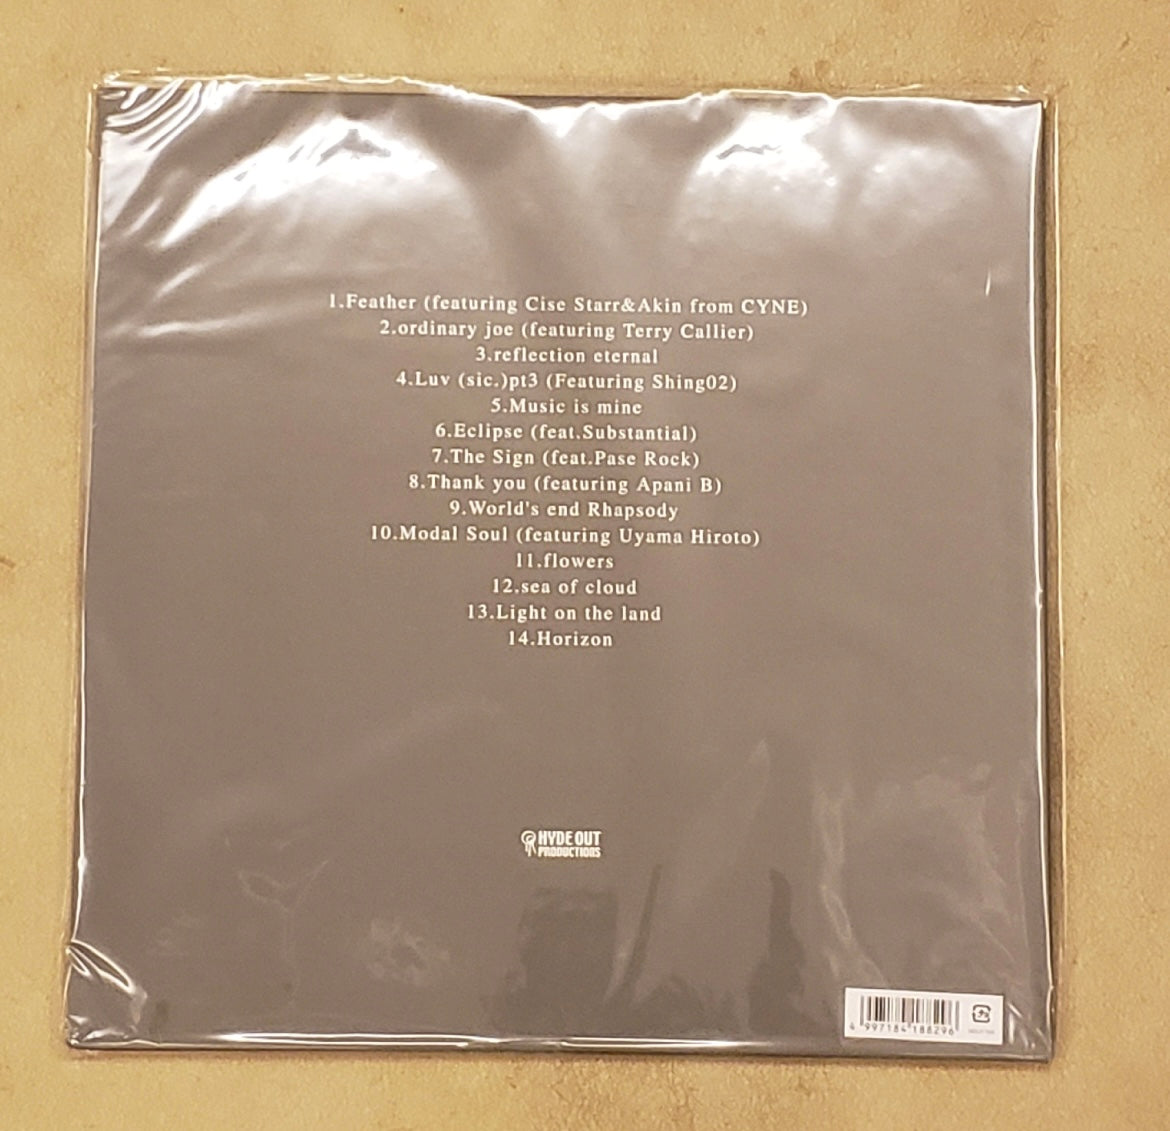 1.Feather (featuring Cise Starr&Akin from CYNE)
2.ordinary joe (featuring Terry Callier)
3.reflection eternal
4.Luv (sic.)pt3 (Featuring Shing02)
5.Music is mine
6.Eclipse (feat.Substantial)
7.The Sign (feat.Pase Rock)
8.Thank you (featuring Apani B)
9.World's end Rhapsody
10.Modal Soul (featuring Uyama Hiroto)
11.flowers
12.sea of cloud
13.Light on the land
14.Horizon
HYDE OUT
PRODUCTIONS
4 997184 188296